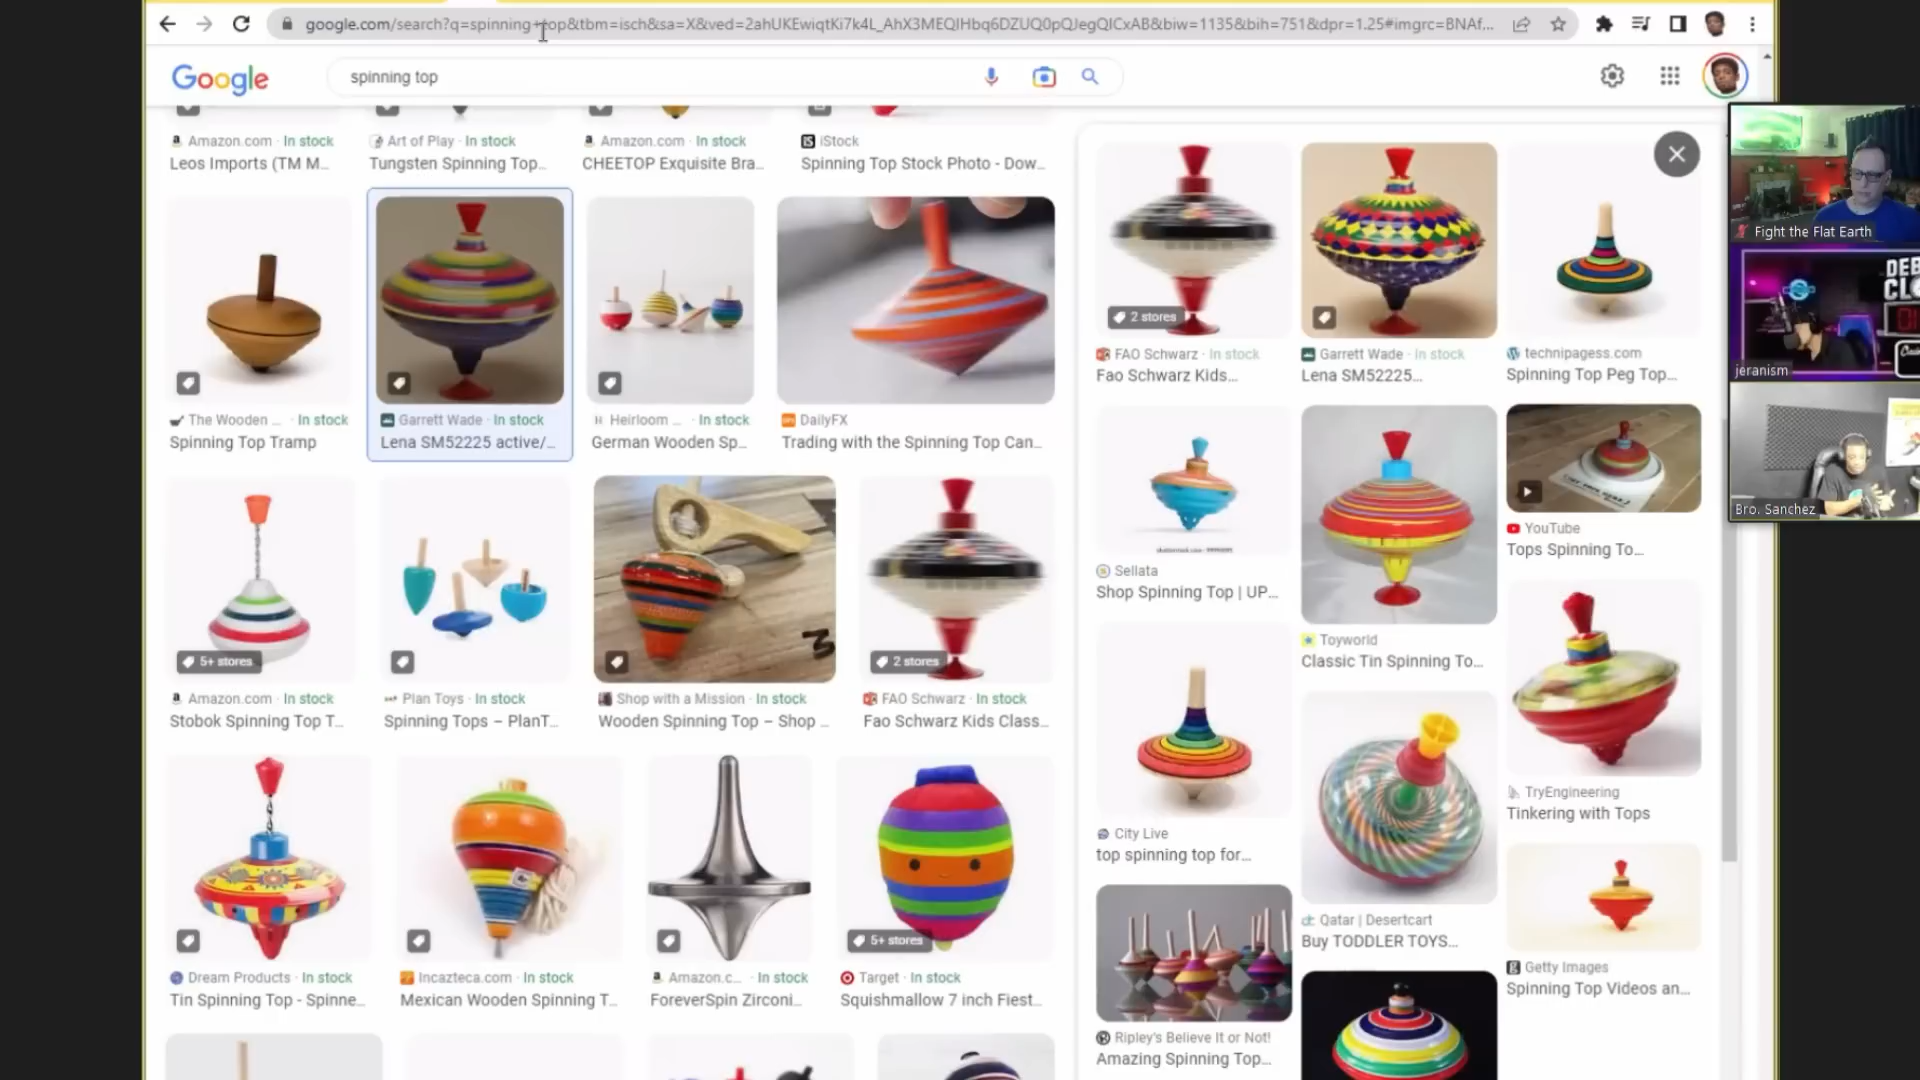 google.com/search?q=spinning+top&tbm=isch&sa=X&ved=2ahUKEwiqtKi7k4L_AhX3MEQIHbq6DZUQ0pQJegQICxAB&biw=1135&bih=751&dpr=1.25#imgrc=BNAf,...
Google
spinning top
Amazon.com · In stock
Leos Imports (TM M...
Art of Play · In stock
Tungsten Spinning Top...
Amazon.com · In stock
CHEETOP Exquisite Bra...
iS iStock
Spinning Top Stock Photo - Dow...
The Wooden ... · In stock
Spinning Top Tramp
Garrett Wade · In stock
Lena SM52225 active/...
Heirloom ... · In stock
German Wooden Sp...
DailyFX
Trading with the Spinning Top Can...
5+ stores
Amazon.com · In stock
Stobok Spinning Top T...
Plan Toys · In stock
Spinning Tops – PlanT...
3
Shop with a Mission · In stock
Wooden Spinning Top – Shop ...
2 stores
FAO Schwarz · In stock
Fao Schwarz Kids Class...
Dream Products · In stock
Tin Spinning Top - Spinne...
Incazteca.com · In stock
Mexican Wooden Spinning T...
Amazon.c... · In stock
ForeverSpin Zirconi...
5+ stores
Target · In stock
Squishmallow 7 inch Fiest...
2 stores
FAO Schwarz · In stock
Fao Schwarz Kids...
Garrett Wade · In stock
Lena SM52225...
technipagess.com
Spinning Top Peg Top...
Sellata
Shop Spinning Top | UP...
Toyworld
Classic Tin Spinning To...
YouTube
Tops Spinning To...
City Live
top spinning top for...
Qatar | Desertcart
Buy TODDLER TOYS...
TryEngineering
Tinkering with Tops
Ripley's Believe It or Not!
Amazing Spinning Top...
Getty Images
Spinning Top Videos an...
Fight the Flat Earth
DEB
CLO
jeranism
Bro. Sanchez